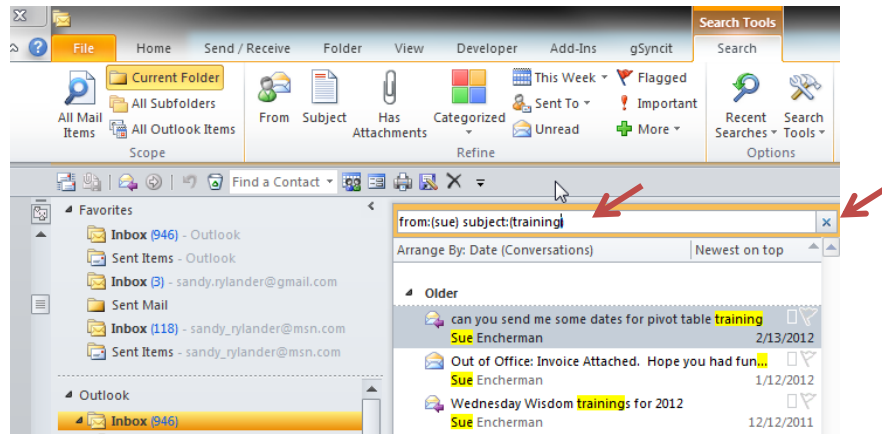 Search Tools
File Home Send / Receive Folder View Developer Add-Ins gSyncit Search
All Mail Items
Current Folder
All Subfolders
All Outlook Items
Scope
From
Subject
Has Attachments
Categorized
This Week
Sent To
Unread
Flagged
Important
More
Refine
Recent Searches
Search Tools
Options
Find a Contact
Favorites
Inbox (946) - Outlook
Sent Items - Outlook
Inbox (3) - sandy.rylander@gmail.com
Sent Mail
Inbox (118) - sandy_rylander@msn.com
Sent Items - sandy_rylander@msn.com
Outlook
Inbox (946)
from:(sue) subject:(training)
Arrange By: Date (Conversations) Newest on top
Older
can you send me some dates for pivot table training
Sue Encherman 2/13/2012
Out of Office: Invoice Attached. Hope you had fun...
Sue Encherman 1/12/2012
Wednesday Wisdom trainings for 2012
Sue Encherman 12/12/2011